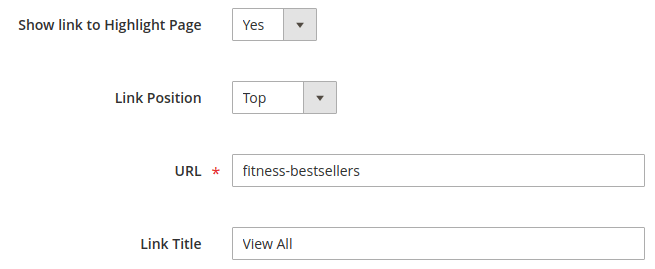 Show link to Highlight Page Yes
Link Position Top
URL * fitness-bestsellers
Link Title View All